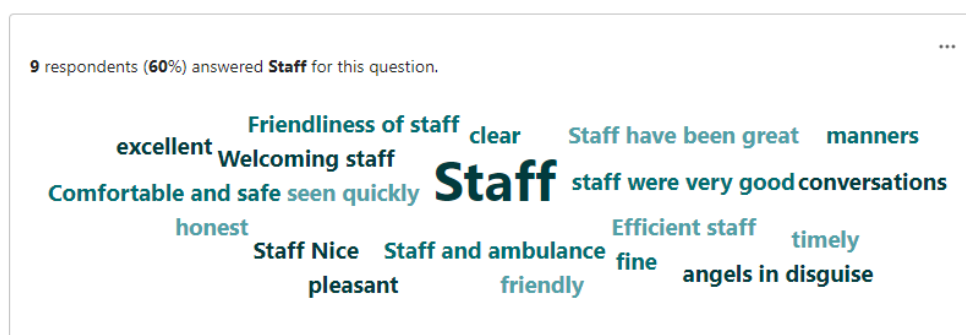 ...
9 respondents (60%) answered Staff for this question.
Friendliness of staff
clear
Staff have been great
manners
excellent
Welcoming staff
Staff
staff were very good
conversations
Comfortable and safe
seen quickly
honest
Efficient staff
timely
Staff Nice
Staff and ambulance
fine
angels in disguise
pleasant
friendly